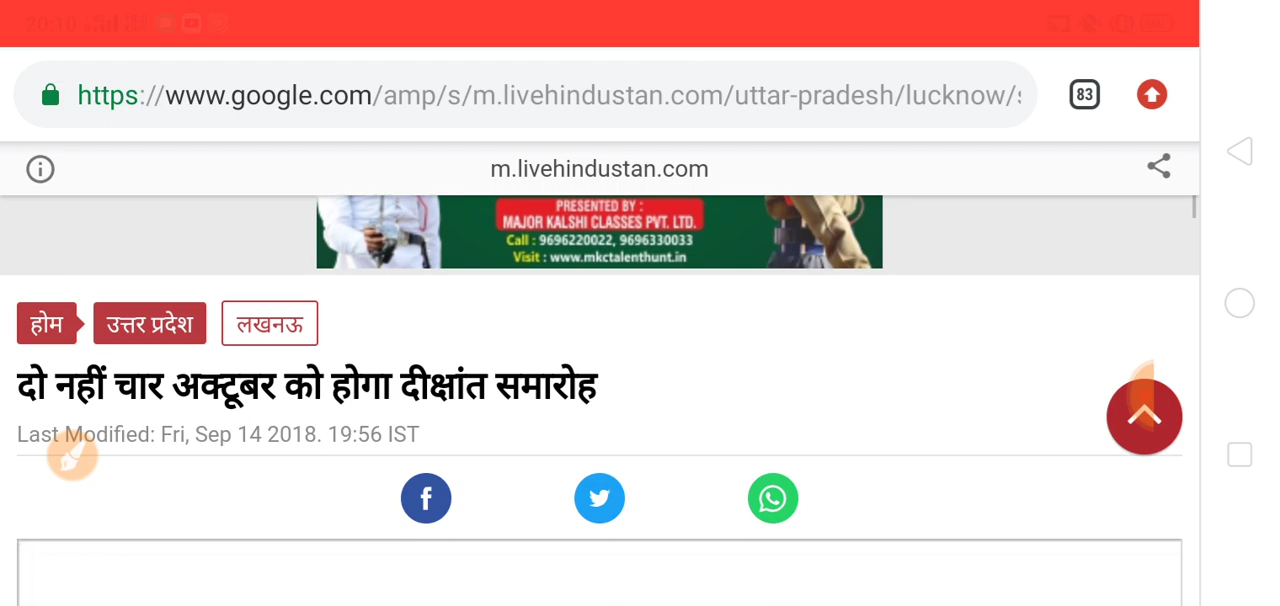 20:10
83
https://www.google.com/amp/s/m.livehindustan.com/uttar-pradesh/lucknow/
m.livehindustan.com
PRESENTED BY :
MAJOR KALSHI CLASSES PVT. LTD.
Call : 9696220022, 9696330033
Visit : www.mkctalenthunt.in
होम उत्तर प्रदेश लखनऊ
दो नहीं चार अक्टूबर को होगा दीक्षांत समारोह
Last Modified: Fri, Sep 14 2018. 19:56 IST